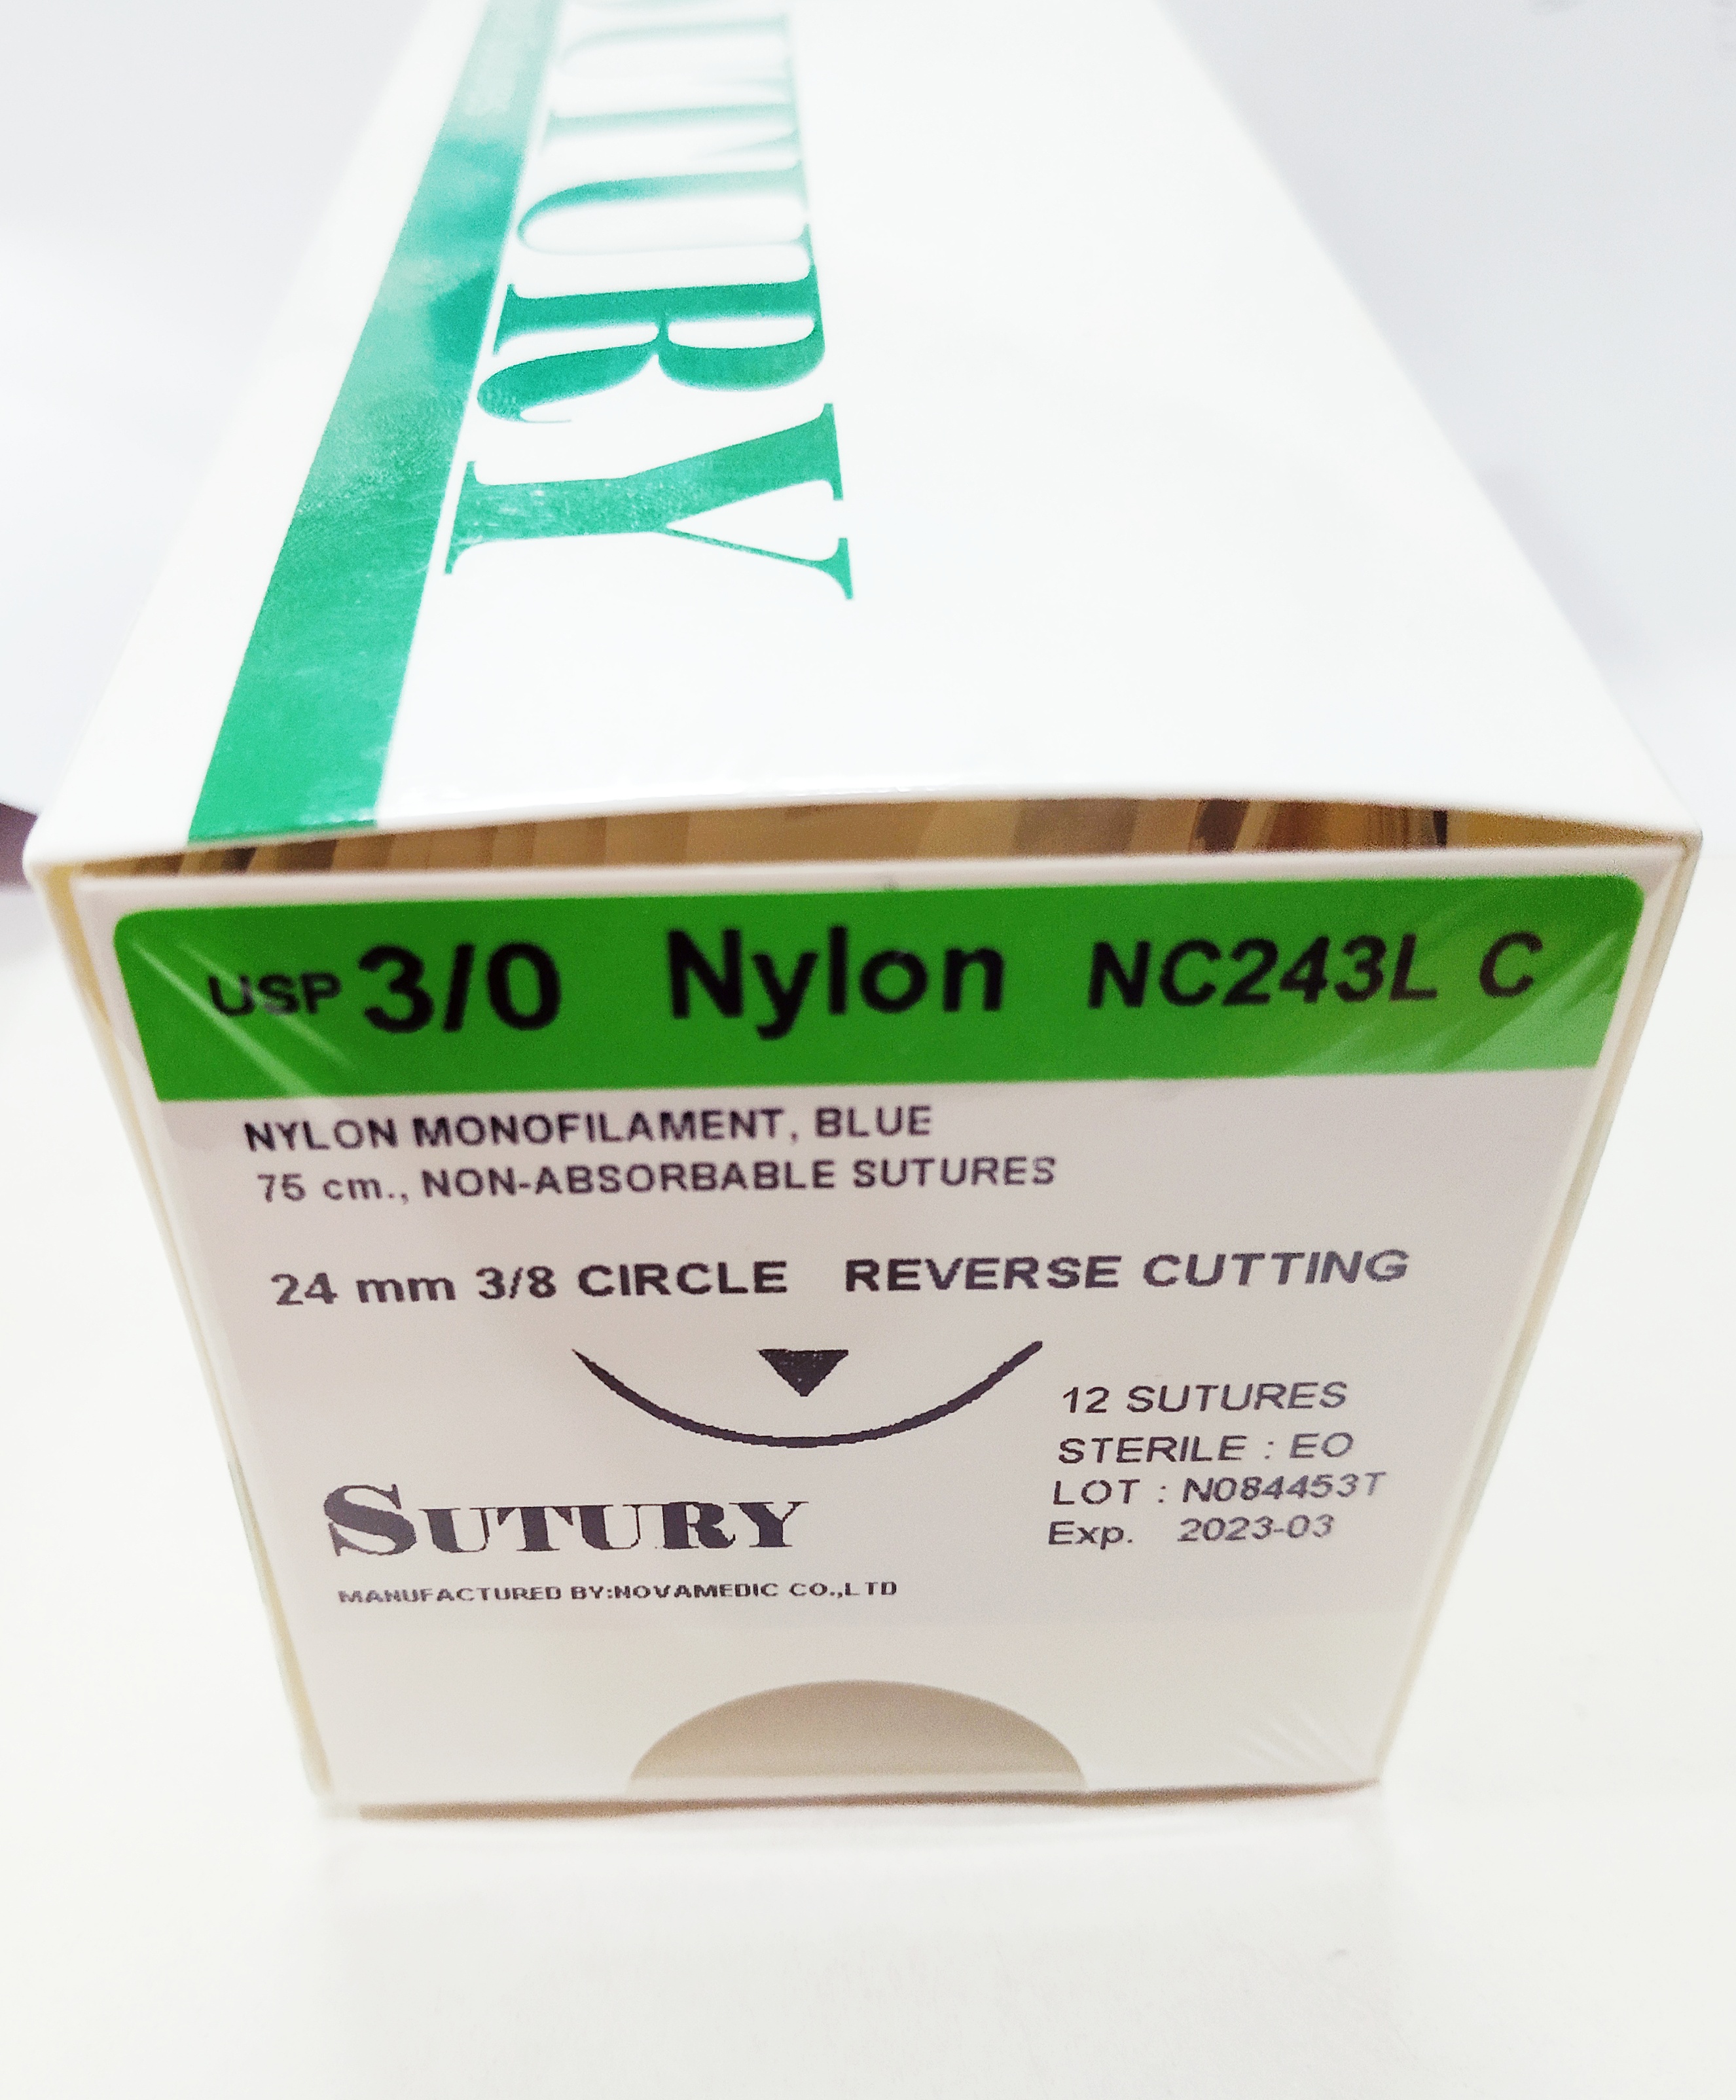 SUTURY
USP 3/0 Nylon NC243L C
NYLON MONOFILAMENT, BLUE
75 cm., NON-ABSORBABLE SUTURES
24 mm 3/8 CIRCLE REVERSE CUTTING
12 SUTURES
STERILE : EO
LOT : N084453T
Exp. 2023-03
SUTURY
MANUFACTURED BY:NOVAMEDIC CO.,LTD